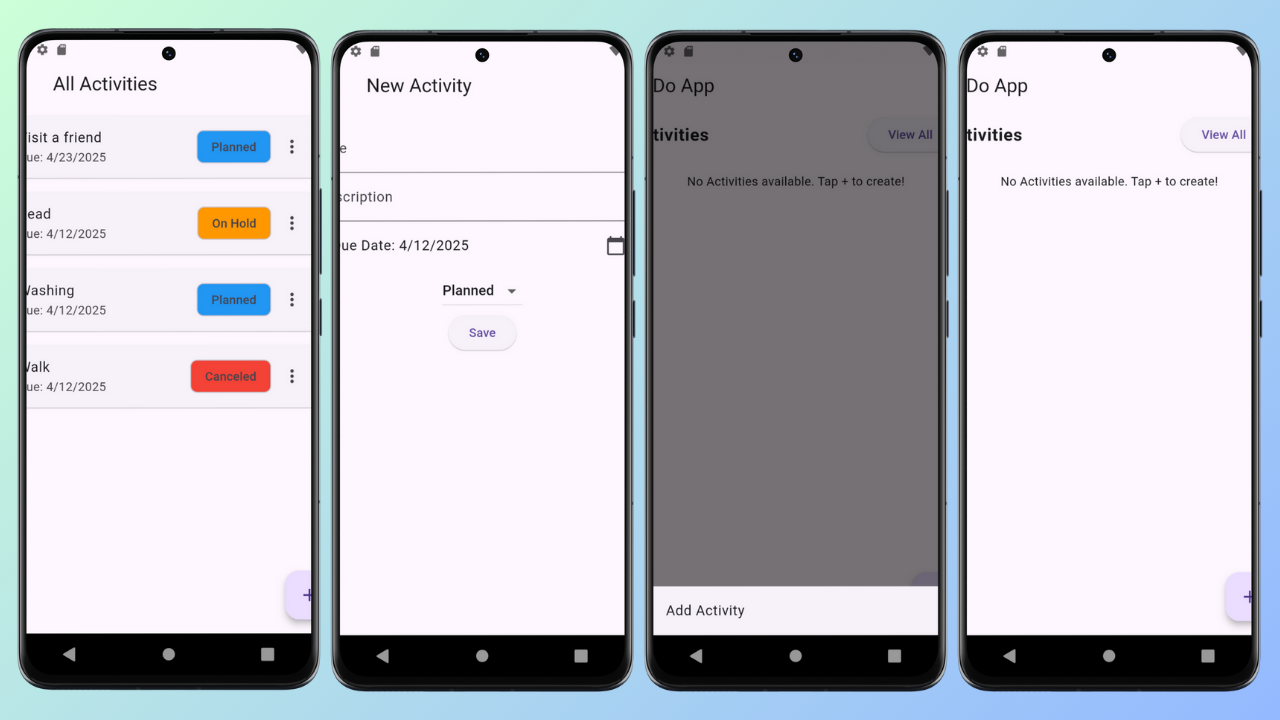 All Activities
isit a friend
ue: 4/23/2025
Planned
ead
ue: 4/12/2025
On Hold
Washing
ue: 4/12/2025
Planned
Walk
ue: 4/12/2025
Canceled
+
New Activity
e
scription
ue Date: 4/12/2025
Planned
Save
Do App
tivities
View All
No Activities available. Tap + to create!
Add Activity
Do App
tivities
View All
No Activities available. Tap + to create!
+